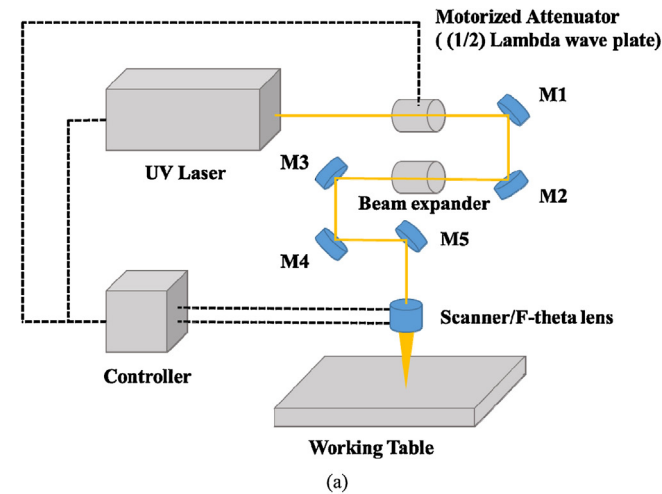 Motorized Attenuator
( (1/2) Lambda wave plate)
M1
UV Laser
M3
M2
Beam expander
M5
M4
Scanner/F-theta lens
Controller
Working Table
(a)